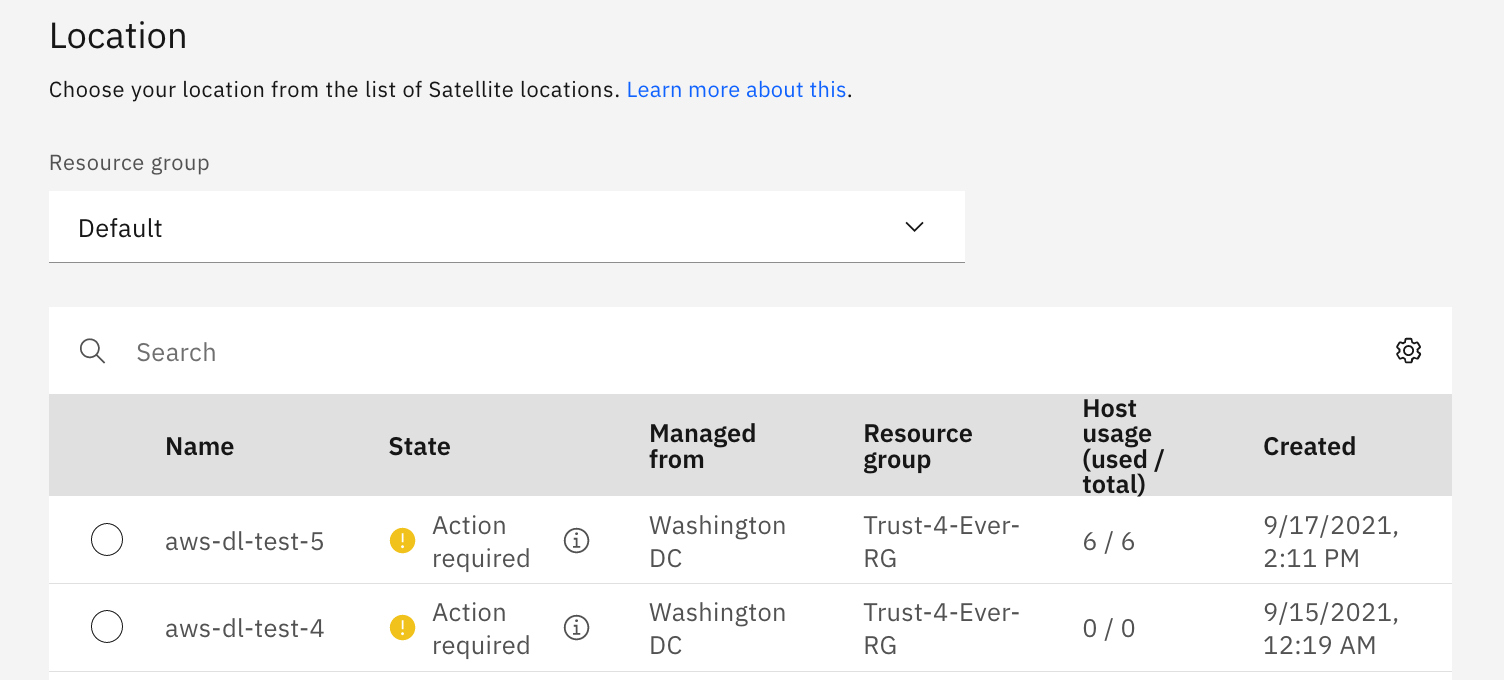 Location
Choose your location from the list of Satellite locations. Learn more about this.
Resource group
Default
Search
Name State Managed from Resource group Host usage (used / total) Created
aws-dl-test-5 Action required Washington DC Trust-4-Ever-RG 6 / 6 9/17/2021, 2:11 PM
aws-dl-test-4 Action required Washington DC Trust-4-Ever-RG 0 / 0 9/15/2021, 12:19 AM